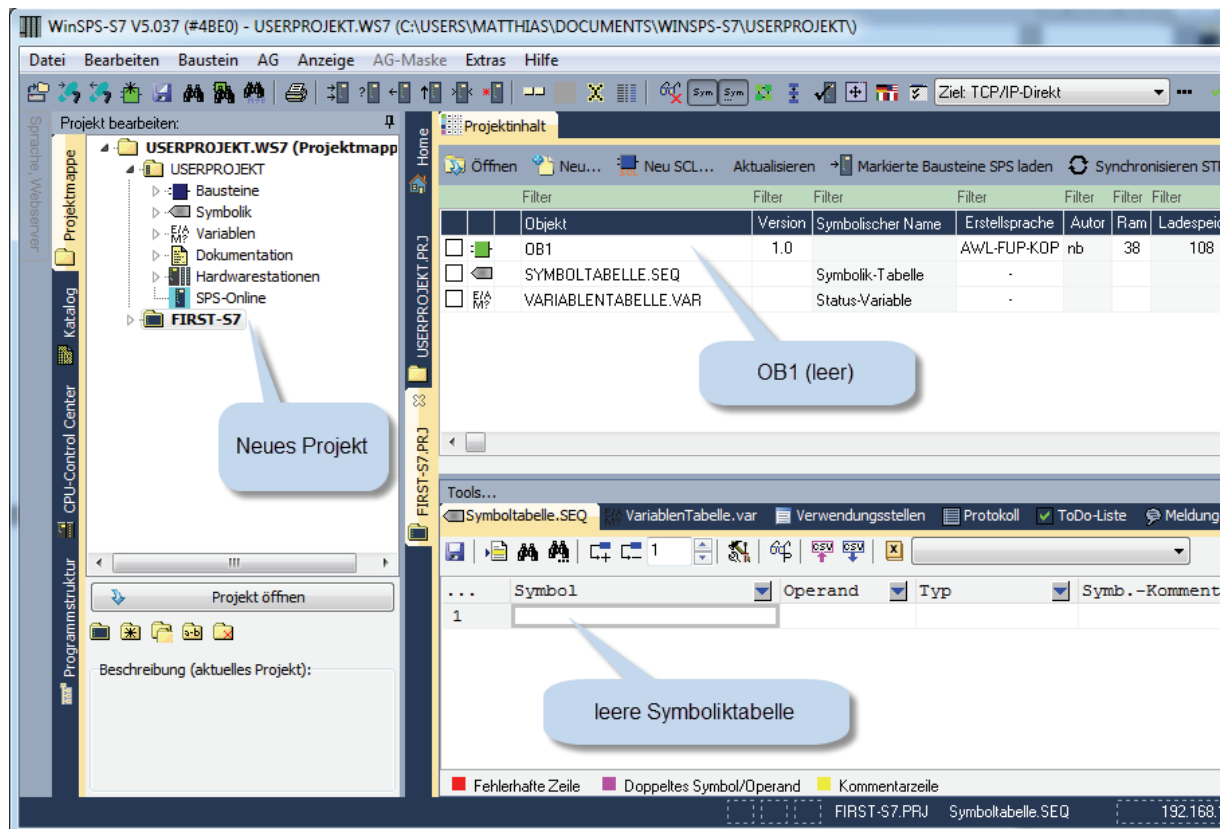 WinSPS-S7 V5.037 (#4BE0) - USERPROJEKT.WS7 (C:\USERS\MATTHIAS\DOCUMENTS\WINSPS-S7\USERPROJEKT\)
Datei Bearbeiten Baustein AG Anzeige AG-Maske Extras Hilfe
Sym Sym Ziel: TCP/IP-Direkt
Sprache, Webserver
Projektmappe
Katalog
CPU-Control Center
Programmstruktur
Projekt bearbeiten:
USERPROJEKT.WS7 (Projektmapp
USERPROJEKT
Bausteine
Symbolik
E/A M? Variablen
Dokumentation
Hardwarestationen
SPS-Online
FIRST-S7
Neues Projekt
Projekt öffnen
a-b
Beschreibung (aktuelles Projekt):
Home
USERPROJEKT.PRJ
FIRST-S7.PRJ
Projektinhalt
Öffnen Neu... Neu SCL... Aktualisieren Markierte Bausteine SPS laden Synchronisieren STE
Filter Filter Filter Filter Filter Filter Filter
Objekt Version Symbolischer Name Erstellsprache Autor Ram Ladespeic
OB1 1.0 AWL-FUP-KOP nb 38 108
SYMBOLTABELLE.SEQ Symbolik-Tabelle -
E/A M? VARIABLENTABELLE.VAR Status-Variable -
OB1 (leer)
Tools...
Symboltabelle.SEQ VariablenTabelle.var Verwendungsstellen Protokoll ToDo-Liste Meldung
1 CSV CSV X
... Symbol Operand Typ Symb.-Komment
1
leere Symboliktabelle
Fehlerhafte Zeile Doppeltes Symbol/Operand Kommentarzeile
FIRST-S7.PRJ Symboltabelle.SEQ 192.168.